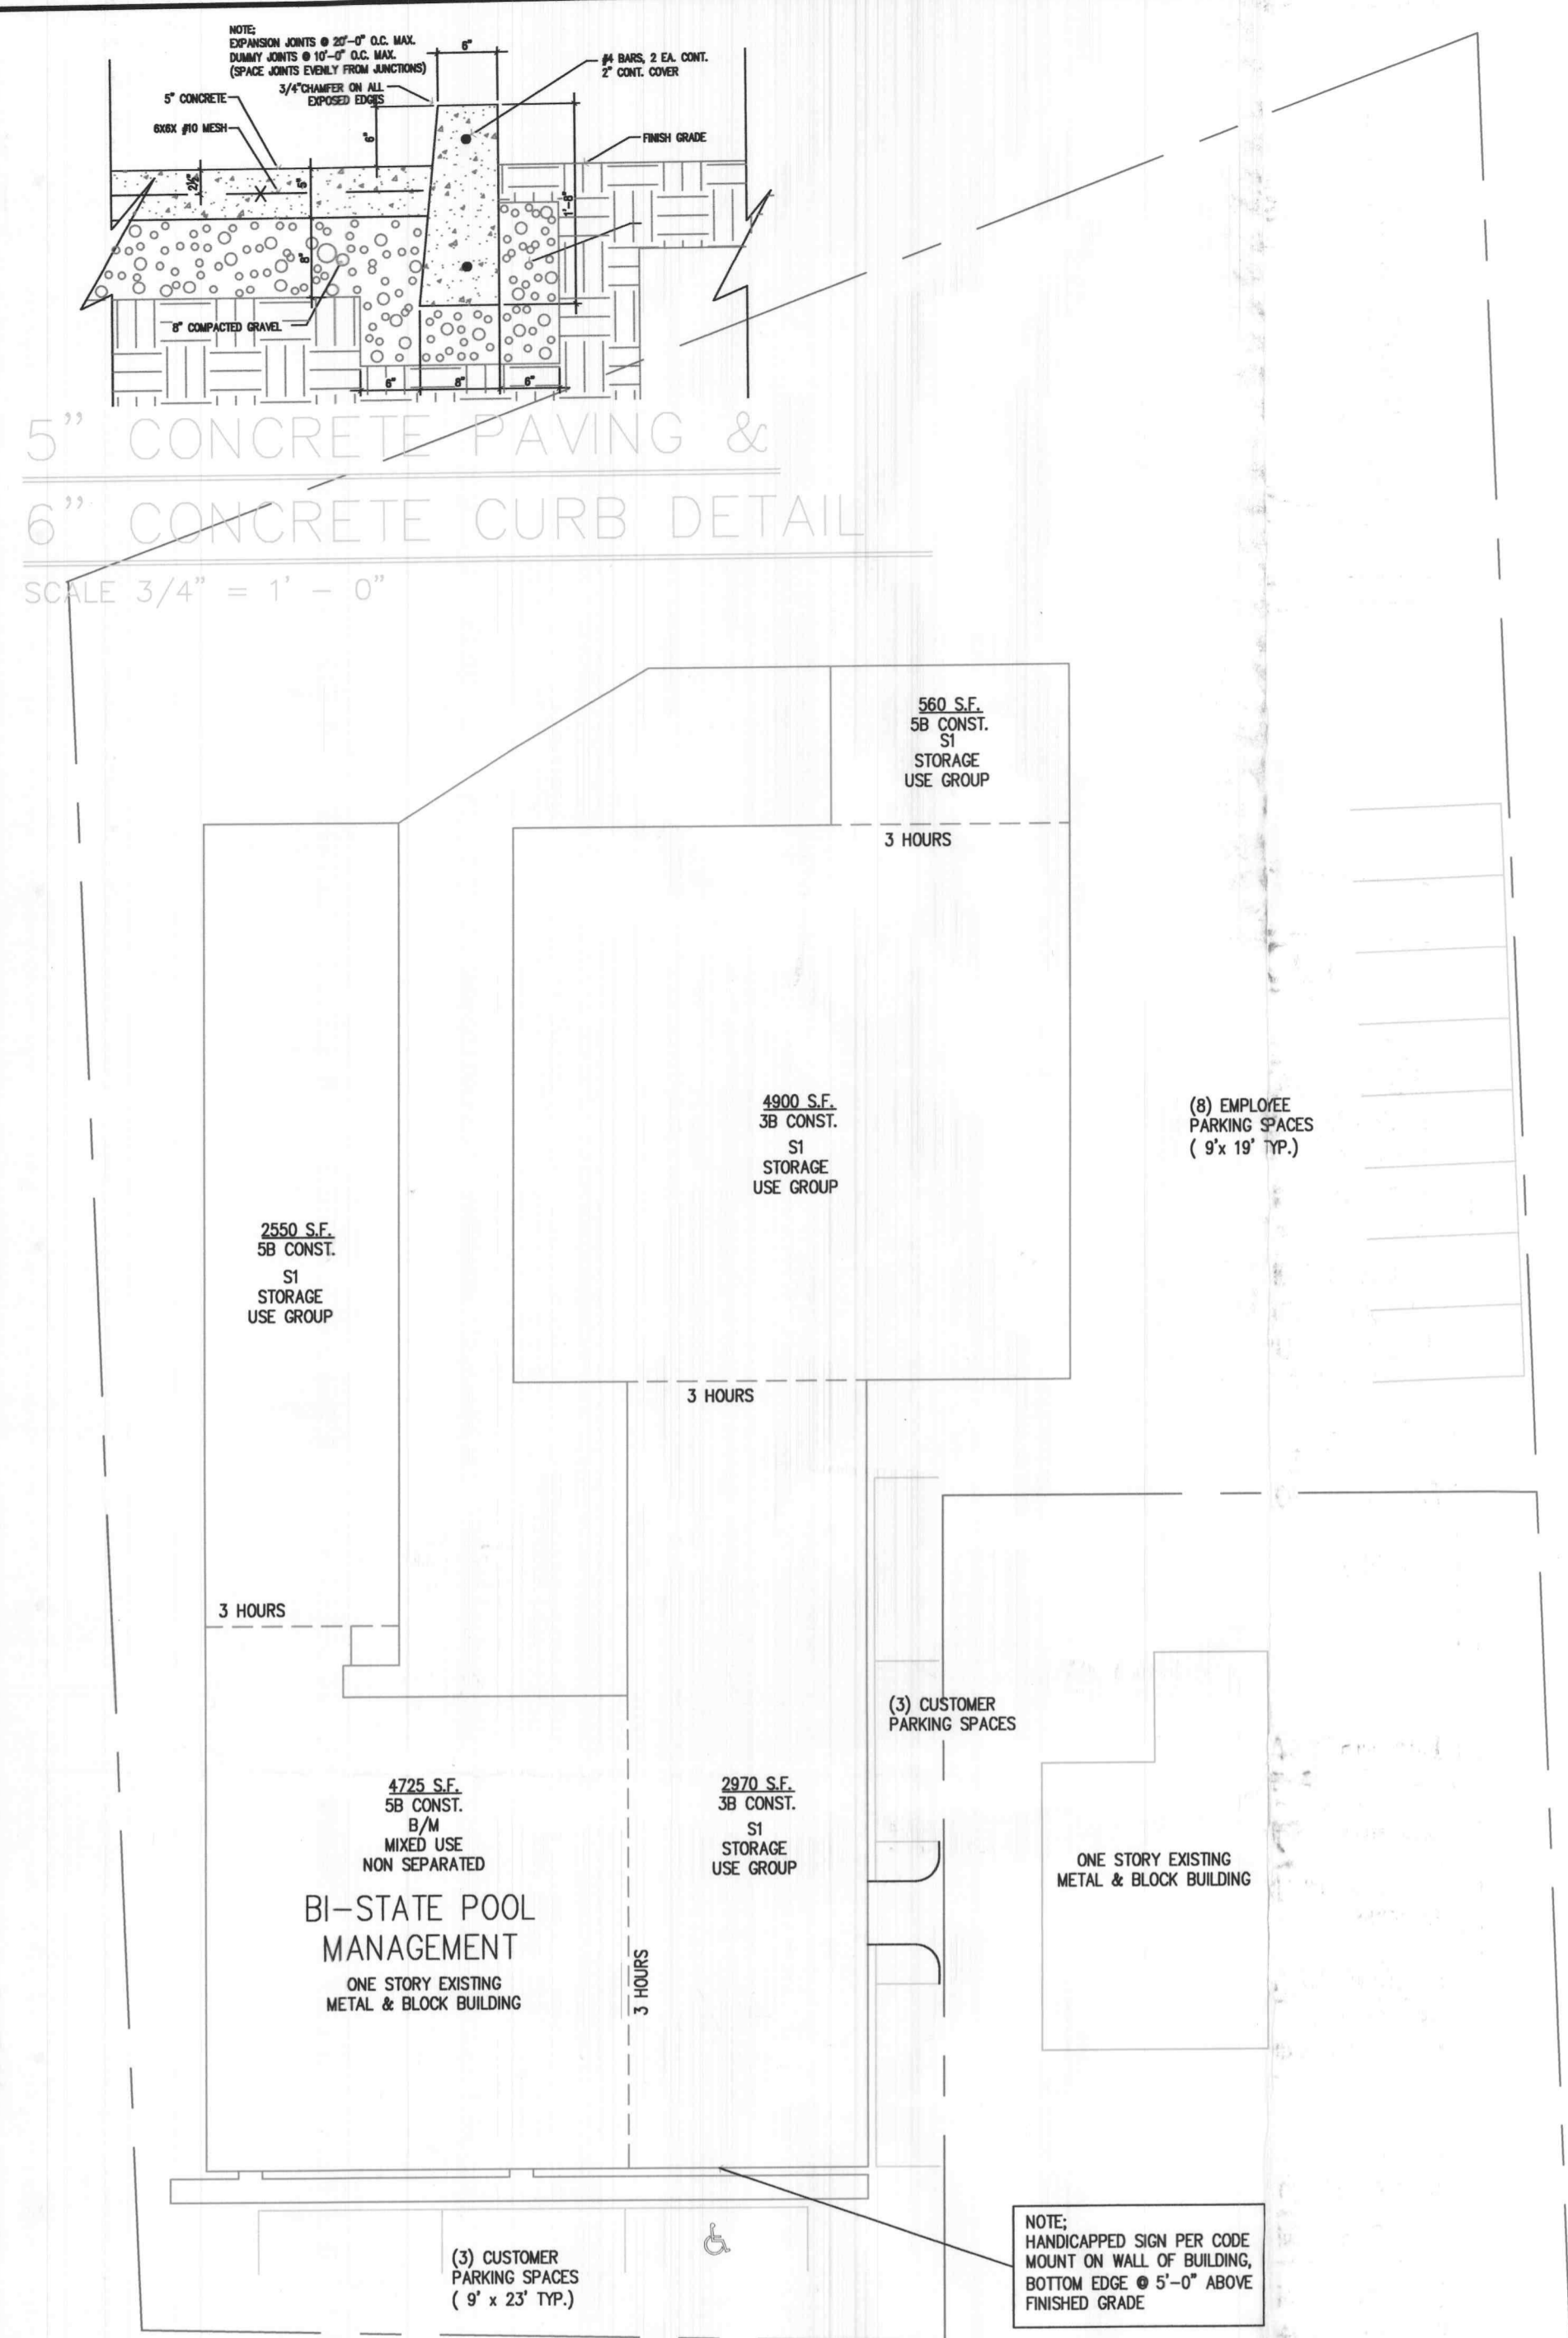 NOTE;
EXPANSION JOINTS @ 20'-0" O.C. MAX.
DUMMY JOINTS @ 10'-0" O.C. MAX.
(SPACE JOINTS EVENLY FROM JUNCTIONS)
3/4"CHAMFER ON ALL
EXPOSED EDGES
5" CONCRETE
6X6X #10 MESH
6"
#4 BARS, 2 EA. CONT.
2" CONT. COVER
FINISH GRADE
6"
2½"
5"
1'-8"
8"
8" COMPACTED GRAVEL
6"
8"
6"
5" CONCRETE PAVING &
6" CONCRETE CURB DETAIL
SCALE 3/4" = 1' - 0"
560 S.F.
5B CONST.
S1
STORAGE
USE GROUP
3 HOURS
4900 S.F.
3B CONST.
S1
STORAGE
USE GROUP
(8) EMPLOYEE
PARKING SPACES
( 9'x 19' TYP.)
2550 S.F.
5B CONST.
S1
STORAGE
USE GROUP
3 HOURS
3 HOURS
(3) CUSTOMER
PARKING SPACES
4725 S.F.
5B CONST.
B/M
MIXED USE
NON SEPARATED
BI-STATE POOL
MANAGEMENT
ONE STORY EXISTING
METAL & BLOCK BUILDING
3 HOURS
2970 S.F.
3B CONST.
S1
STORAGE
USE GROUP
ONE STORY EXISTING
METAL & BLOCK BUILDING
(3) CUSTOMER
PARKING SPACES
( 9' x 23' TYP.)
NOTE;
HANDICAPPED SIGN PER CODE
MOUNT ON WALL OF BUILDING,
BOTTOM EDGE @ 5'-0" ABOVE
FINISHED GRADE